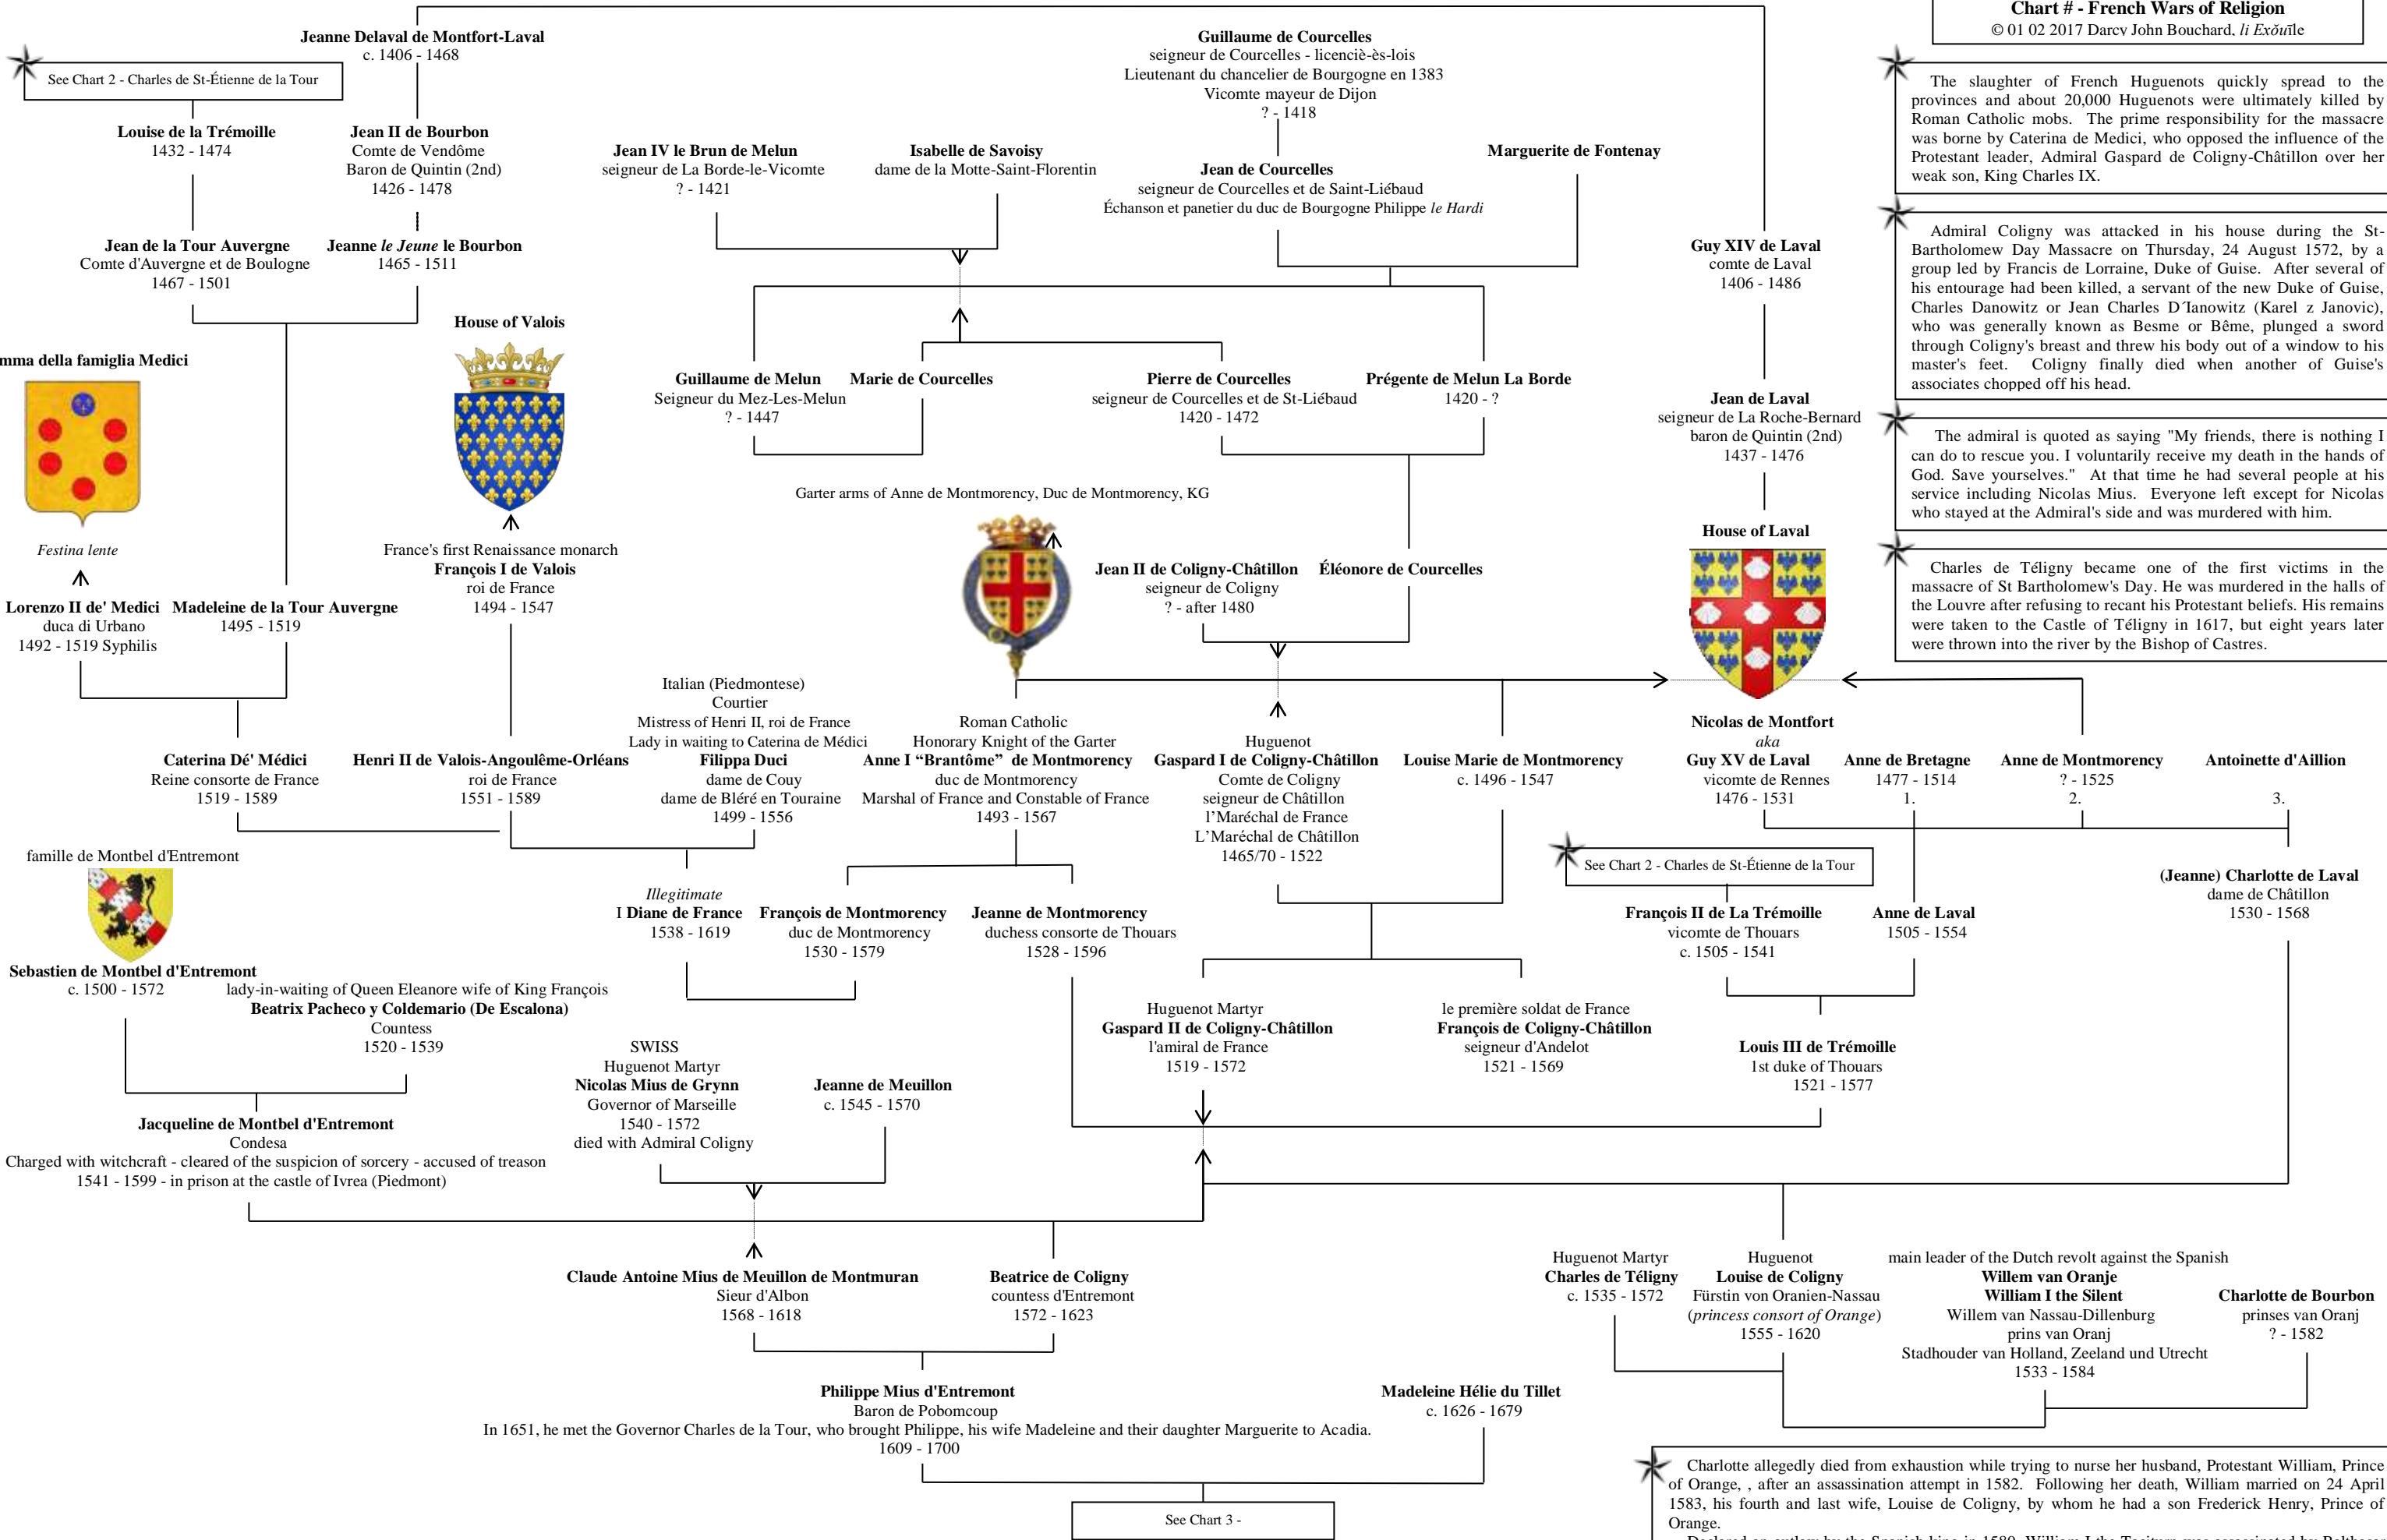 Chart # - French Wars of Religion
© 01 02 2017 Darcy John Bouchard, li Exŏuīle
Jeanne Delaval de Montfort-Laval
c. 1406 - 1468
See Chart 2 - Charles de St-Étienne de la Tour
Guillaume de Courcelles
seigneur de Courcelles - licenciè-ès-lois
Lieutenant du chancelier de Bourgogne en 1383
Vicomte mayeur de Dijon
? - 1418
The slaughter of French Huguenots quickly spread to the
provinces and about 20,000 Huguenots were ultimately killed by
Roman Catholic mobs. The prime responsibility for the massacre
was borne by Caterina de Medici, who opposed the influence of the
Protestant leader, Admiral Gaspard de Coligny-Châtillon over her
weak son, King Charles IX.
Louise de la Trémoille
1432 - 1474
Jean II de Bourbon
Comte de Vendôme
Baron de Quintin (2nd)
1426 - 1478
Jean IV le Brun de Melun
seigneur de La Borde-le-Vicomte
? - 1421
Isabelle de Savoisy
dame de la Motte-Saint-Florentin
Jean de Courcelles
seigneur de Courcelles et de Saint-Liébaud
Échanson et panetier du duc de Bourgogne Philippe le Hardi
Marguerite de Fontenay
Jean de la Tour Auvergne
Comte d'Auvergne et de Boulogne
1467 - 1501
Jeanne le Jeune le Bourbon
1465 - 1511
Guy XIV de Laval
comte de Laval
1406 - 1486
Admiral Coligny was attacked in his house during the St-
Bartholomew Day Massacre on Thursday, 24 August 1572, by a
group led by Francis de Lorraine, Duke of Guise. After several of
his entourage had been killed, a servant of the new Duke of Guise,
Charles Danowitz or Jean Charles D´Ianowitz (Karel z Janovic),
who was generally known as Besme or Bême, plunged a sword
through Coligny's breast and threw his body out of a window to his
master's feet. Coligny finally died when another of Guise's
associates chopped off his head.
House of Valois
mma della famiglia Medici
Guillaume de Melun
Seigneur du Mez-Les-Melun
? - 1447
Marie de Courcelles
Pierre de Courcelles
seigneur de Courcelles et de St-Liébaud
1420 - 1472
Prégente de Melun La Borde
1420 - ?
Jean de Laval
seigneur de La Roche-Bernard
baron de Quintin (2nd)
1437 - 1476
The admiral is quoted as saying "My friends, there is nothing I
can do to rescue you. I voluntarily receive my death in the hands of
God. Save yourselves." At that time he had several people at his
service including Nicolas Mius. Everyone left except for Nicolas
who stayed at the Admiral's side and was murdered with him.
Garter arms of Anne de Montmorency, Duc de Montmorency, KG
House of Laval
Festina lente
France's first Renaissance monarch
François I de Valois
roi de France
1494 - 1547
Jean II de Coligny-Châtillon
seigneur de Coligny
? - after 1480
Éléonore de Courcelles
Charles de Téligny became one of the first victims in the
massacre of St Bartholomew's Day. He was murdered in the halls of
the Louvre after refusing to recant his Protestant beliefs. His remains
were taken to the Castle of Téligny in 1617, but eight years later
were thrown into the river by the Bishop of Castres.
Lorenzo II de' Medici
duca di Urbano
1492 - 1519 Syphilis
Madeleine de la Tour Auvergne
1495 - 1519
Caterina Dé' Médici
Reine consorte de France
1519 - 1589
Henri II de Valois-Angoulême-Orléans
roi de France
1551 - 1589
Italian (Piedmontese)
Courtier
Mistress of Henri II, roi de France
Lady in waiting to Caterina de Médici
Filippa Duci
dame de Couy
dame de Bléré en Touraine
1499 - 1556
Roman Catholic
Honorary Knight of the Garter
Anne I “Brantôme” de Montmorency
duc de Montmorency
Marshal of France and Constable of France
1493 - 1567
Huguenot
Gaspard I de Coligny-Châtillon
Comte de Coligny
seigneur de Châtillon
l’Maréchal de France
L’Maréchal de Châtillon
1465/70 - 1522
Louise Marie de Montmorency
c. 1496 - 1547
Nicolas de Montfort
aka
Guy XV de Laval
vicomte de Rennes
1476 - 1531
Anne de Bretagne
1477 - 1514
1.
Anne de Montmorency
? - 1525
2.
Antoinette d'Aillion
3.
famille de Montbel d'Entremont
See Chart 2 - Charles de St-Étienne de la Tour
Illegitimate
I Diane de France
1538 - 1619
François de Montmorency
duc de Montmorency
1530 - 1579
Jeanne de Montmorency
duchess consorte de Thouars
1528 - 1596
François II de La Trémoille
vicomte de Thouars
c. 1505 - 1541
Anne de Laval
1505 - 1554
(Jeanne) Charlotte de Laval
dame de Châtillon
1530 - 1568
Sebastien de Montbel d'Entremont
c. 1500 - 1572
lady-in-waiting of Queen Eleanore wife of King François
Beatrix Pacheco y Coldemario (De Escalona)
Countess
1520 - 1539
Huguenot Martyr
Gaspard II de Coligny-Châtillon
l'amiral de France
1519 - 1572
le première soldat de France
François de Coligny-Châtillon
seigneur d'Andelot
1521 - 1569
Louis III de Trémoille
1st duke of Thouars
1521 - 1577
SWISS
Huguenot Martyr
Nicolas Mius de Grynn
Governor of Marseille
1540 - 1572
died with Admiral Coligny
Jeanne de Meuillon
c. 1545 - 1570
Jacqueline de Montbel d'Entremont
Condesa
Charged with witchcraft - cleared of the suspicion of sorcery - accused of treason
1541 - 1599 - in prison at the castle of Ivrea (Piedmont)
Claude Antoine Mius de Meuillon de Montmuran
Sieur d'Albon
1568 - 1618
Beatrice de Coligny
countess d'Entremont
1572 - 1623
Huguenot Martyr
Charles de Téligny
c. 1535 - 1572
Huguenot
Louise de Coligny
Fürstin von Oranien-Nassau
(princess consort of Orange)
1555 - 1620
main leader of the Dutch revolt against the Spanish
Willem van Oranje
William I the Silent
Willem van Nassau-Dillenburg
prins van Oranj
Stadhouder van Holland, Zeeland und Utrecht
1533 - 1584
Charlotte de Bourbon
prinses van Oranj
? - 1582
Philippe Mius d'Entremont
Baron de Pobomcoup
In 1651, he met the Governor Charles de la Tour, who brought Philippe, his wife Madeleine and their daughter Marguerite to Acadia.
1609 - 1700
Madeleine Hélie du Tillet
c. 1626 - 1679
See Chart 3 -
Charlotte allegedly died from exhaustion while trying to nurse her husband, Protestant William, Prince
of Orange, , after an assassination attempt in 1582. Following her death, William married on 24 April
1583, his fourth and last wife, Louise de Coligny, by whom he had a son Frederick Henry, Prince of
Orange.
Declared an outlaw by the Spanish king in 1580, William I the Taciturn was assassinated by Balthasar